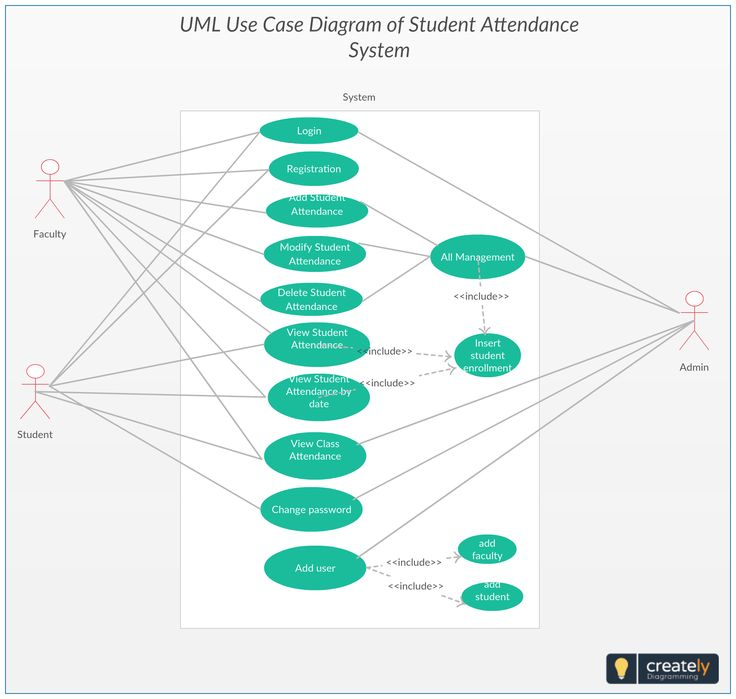 UML Use Case Diagram of Student Attendance
System
System
Login
Registration
Add Student
Attendance
Modify Student
Attendance
All Management
Delete Student
Attendance
<<include>>
View Student
Attendance
<<include>>
Insert
student
enrollment
View Student
Attendance by
date
<<include>>
View Class
Attendance
Change password
Add user
<<include>>
add
faculty
<<include>>
add
student
Faculty
Student
Admin
creately
Diagramming